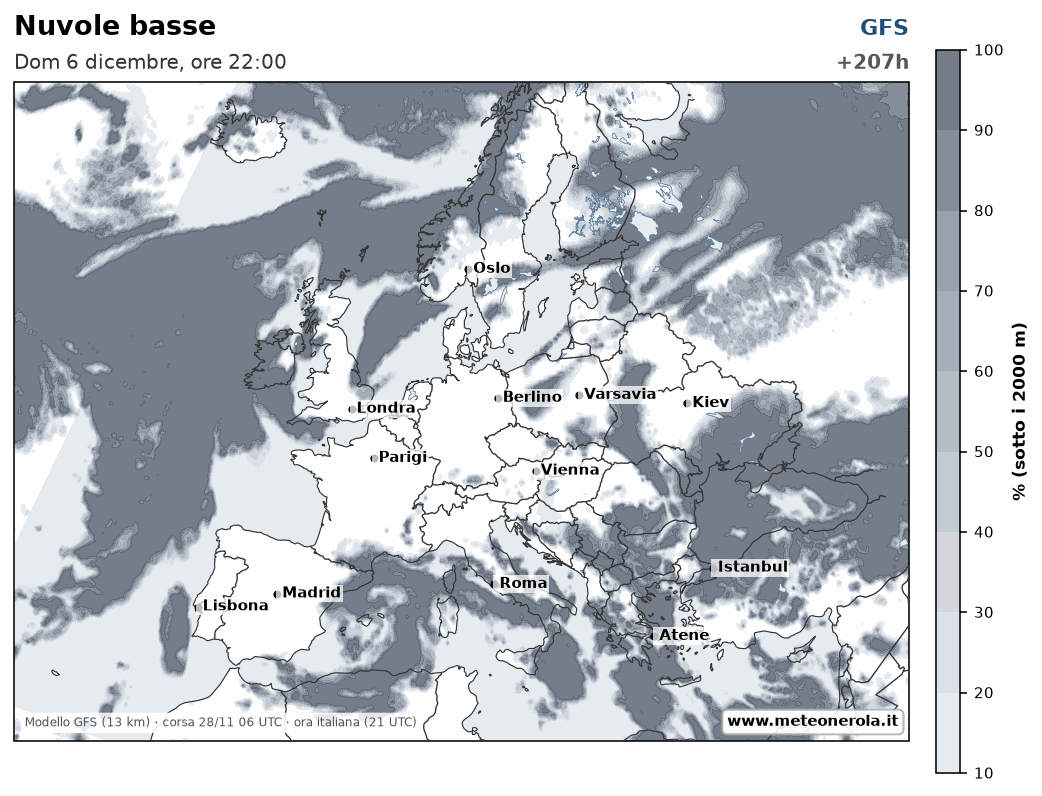 Nuvole basse
GFS
Dom 6 dicembre, ore 22:00
+207h
Oslo
Londra
Berlino
Varsavia
Kiev
Parigi
Vienna
Istanbul
Roma
Madrid
Lisbona
Atene
Modello GFS (13 km) · corsa 28/11 06 UTC · ora italiana (21 UTC)
www.meteonerola.it
100
90
80
70
60
50
40
30
20
10
% (sotto i 2000 m)